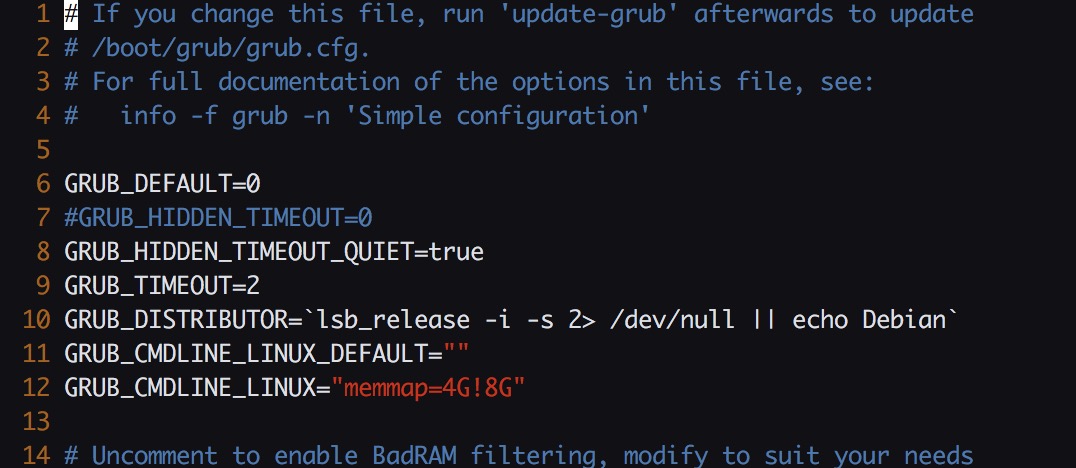 1 # If you change this file, run 'update-grub' afterwards to update
2 # /boot/grub/grub.cfg.
3 # For full documentation of the options in this file, see:
4 #   info -f grub -n 'Simple configuration'
5
6 GRUB_DEFAULT=0
7 #GRUB_HIDDEN_TIMEOUT=0
8 GRUB_HIDDEN_TIMEOUT_QUIET=true
9 GRUB_TIMEOUT=2
10 GRUB_DISTRIBUTOR=`lsb_release -i -s 2> /dev/null || echo Debian`
11 GRUB_CMDLINE_LINUX_DEFAULT=""
12 GRUB_CMDLINE_LINUX="memmap=4G!8G"
13
14 # Uncomment to enable BadRAM filtering, modify to suit your needs